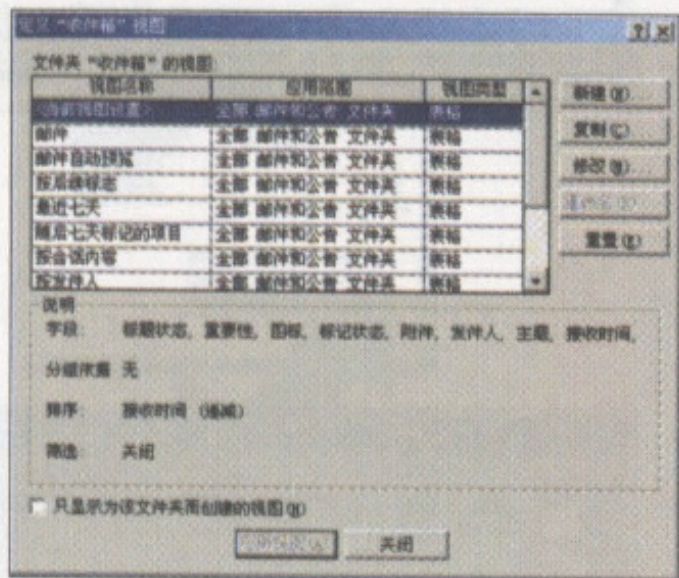 定义“收件箱”视图
文件夹“收件箱”的视图
视图名称 应用范围 视图类型
<当前视图设置> 全部 邮件和公告 文件夹 表格
邮件 全部 邮件和公告 文件夹 表格
邮件自动预览 全部 邮件和公告 文件夹 表格
按后续标志 全部 邮件和公告 文件夹 表格
最近七天 全部 邮件和公告 文件夹 表格
随后七天标记的项目 全部 邮件和公告 文件夹 表格
按会话内容 全部 邮件和公告 文件夹 表格
按发件人 全部 邮件和公告 文件夹 表格
新建(N)...
复制(C)...
修改(M)...
重置(E)
说明
字段: 标题状态, 重要性, 图标, 标记状态, 附件, 发件人, 主题, 接收时间,
分组依据 无
排序: 接收时间 (递减)
筛选: 关闭
只显示为该文件夹而创建的视图(O)
关闭